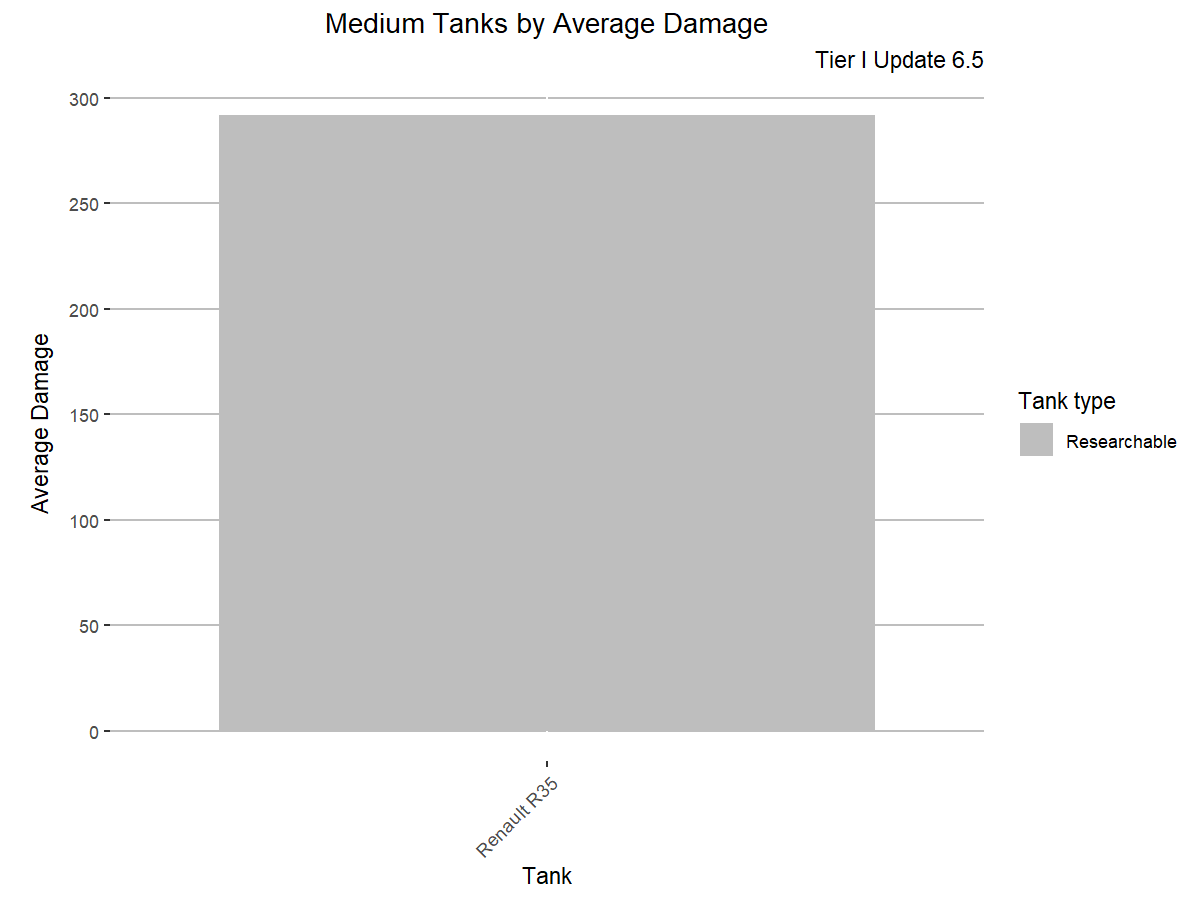 Medium Tanks by Average Damage
Tier I Update 6.5
300
250
200
150
100
50
0
Average Damage
Renault R35
Tank
Tank type
Researchable